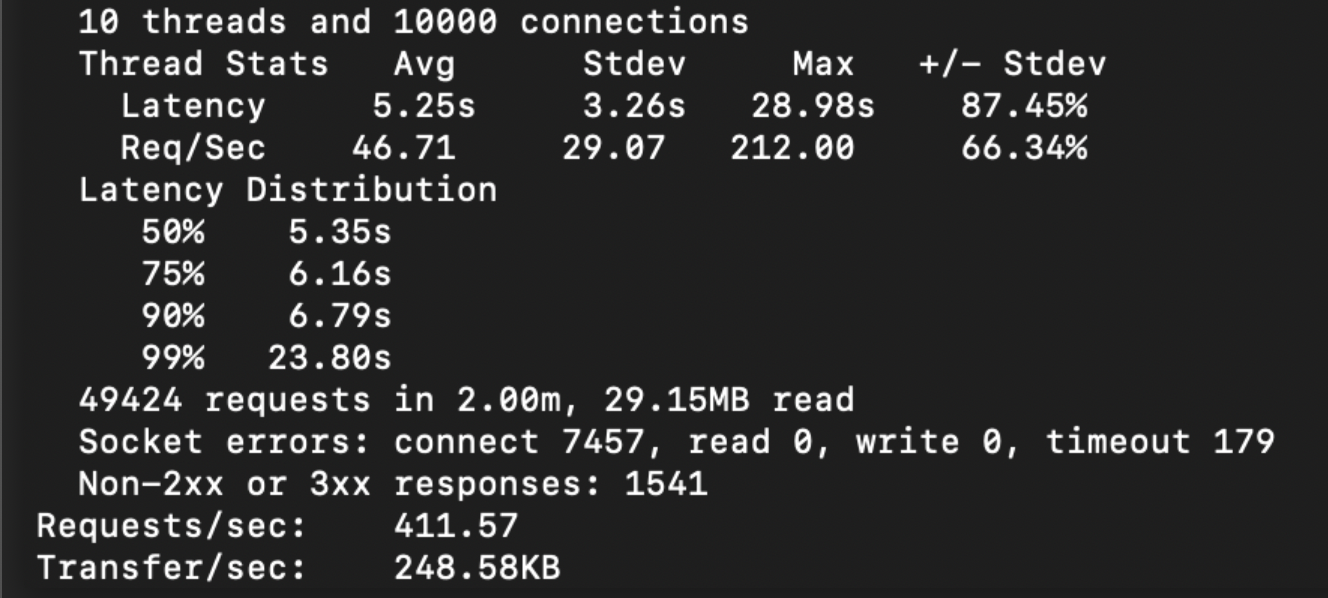 10 threads and 10000 connections
Thread Stats   Avg      Stdev     Max   +/- Stdev
Latency     5.25s     3.26s   28.98s    87.45%
Req/Sec    46.71     29.07   212.00     66.34%
Latency Distribution
50%    5.35s
75%    6.16s
90%    6.79s
99%   23.80s
49424 requests in 2.00m, 29.15MB read
Socket errors: connect 7457, read 0, write 0, timeout 179
Non-2xx or 3xx responses: 1541
Requests/sec:    411.57
Transfer/sec:    248.58KB